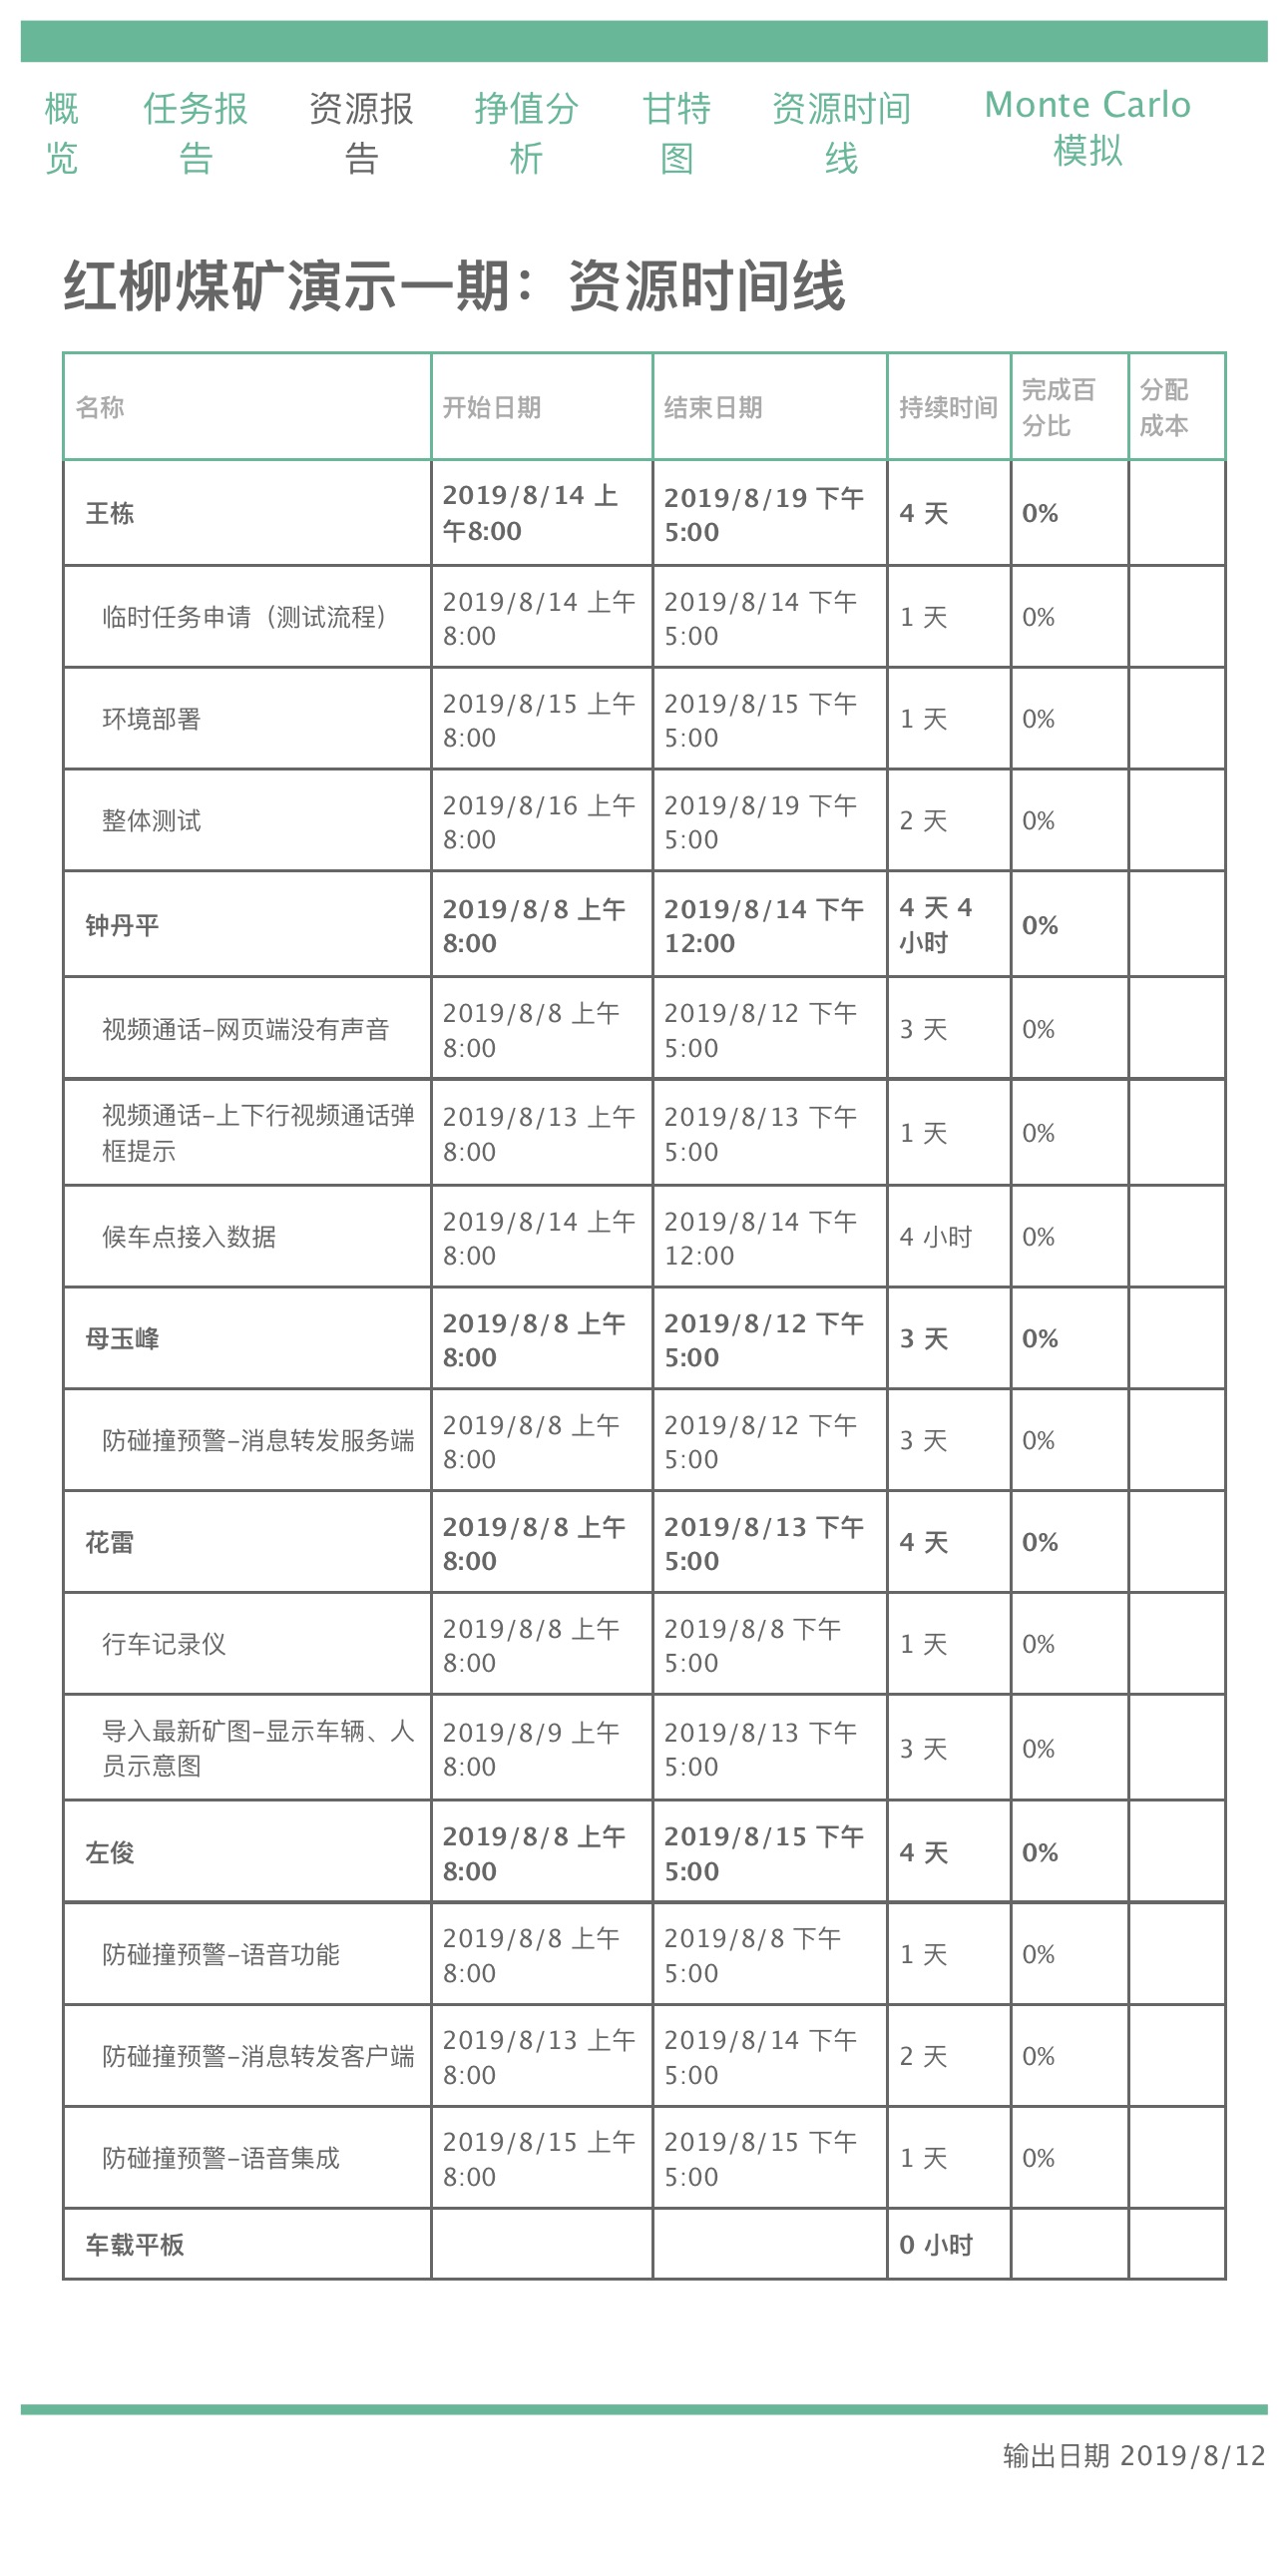 概览
任务报告
资源报告
挣值分析
甘特图
资源时间线
Monte Carlo 模拟
红柳煤矿演示一期：资源时间线
名称 开始日期 结束日期 持续时间 完成百分比 分配成本
王栋 2019/8/14 上午8:00 2019/8/19 下午5:00 4 天 0%
临时任务申请（测试流程） 2019/8/14 上午8:00 2019/8/14 下午5:00 1 天 0%
环境部署 2019/8/15 上午8:00 2019/8/15 下午5:00 1 天 0%
整体测试 2019/8/16 上午8:00 2019/8/19 下午5:00 2 天 0%
钟丹平 2019/8/8 上午8:00 2019/8/14 下午12:00 4 天 4 小时 0%
视频通话-网页端没有声音 2019/8/8 上午8:00 2019/8/12 下午5:00 3 天 0%
视频通话-上下行视频通话弹框提示 2019/8/13 上午8:00 2019/8/13 下午5:00 1 天 0%
候车点接入数据 2019/8/14 上午8:00 2019/8/14 下午12:00 4 小时 0%
母玉峰 2019/8/8 上午8:00 2019/8/12 下午5:00 3 天 0%
防碰撞预警-消息转发服务端 2019/8/8 上午8:00 2019/8/12 下午5:00 3 天 0%
花雷 2019/8/8 上午8:00 2019/8/13 下午5:00 4 天 0%
行车记录仪 2019/8/8 上午8:00 2019/8/8 下午5:00 1 天 0%
导入最新矿图-显示车辆、人员示意图 2019/8/9 上午8:00 2019/8/13 下午5:00 3 天 0%
左俊 2019/8/8 上午8:00 2019/8/15 下午5:00 4 天 0%
防碰撞预警-语音功能 2019/8/8 上午8:00 2019/8/8 下午5:00 1 天 0%
防碰撞预警-消息转发客户端 2019/8/13 上午8:00 2019/8/14 下午5:00 2 天 0%
防碰撞预警-语音集成 2019/8/15 上午8:00 2019/8/15 下午5:00 1 天 0%
车载平板 0 小时
输出日期 2019/8/12